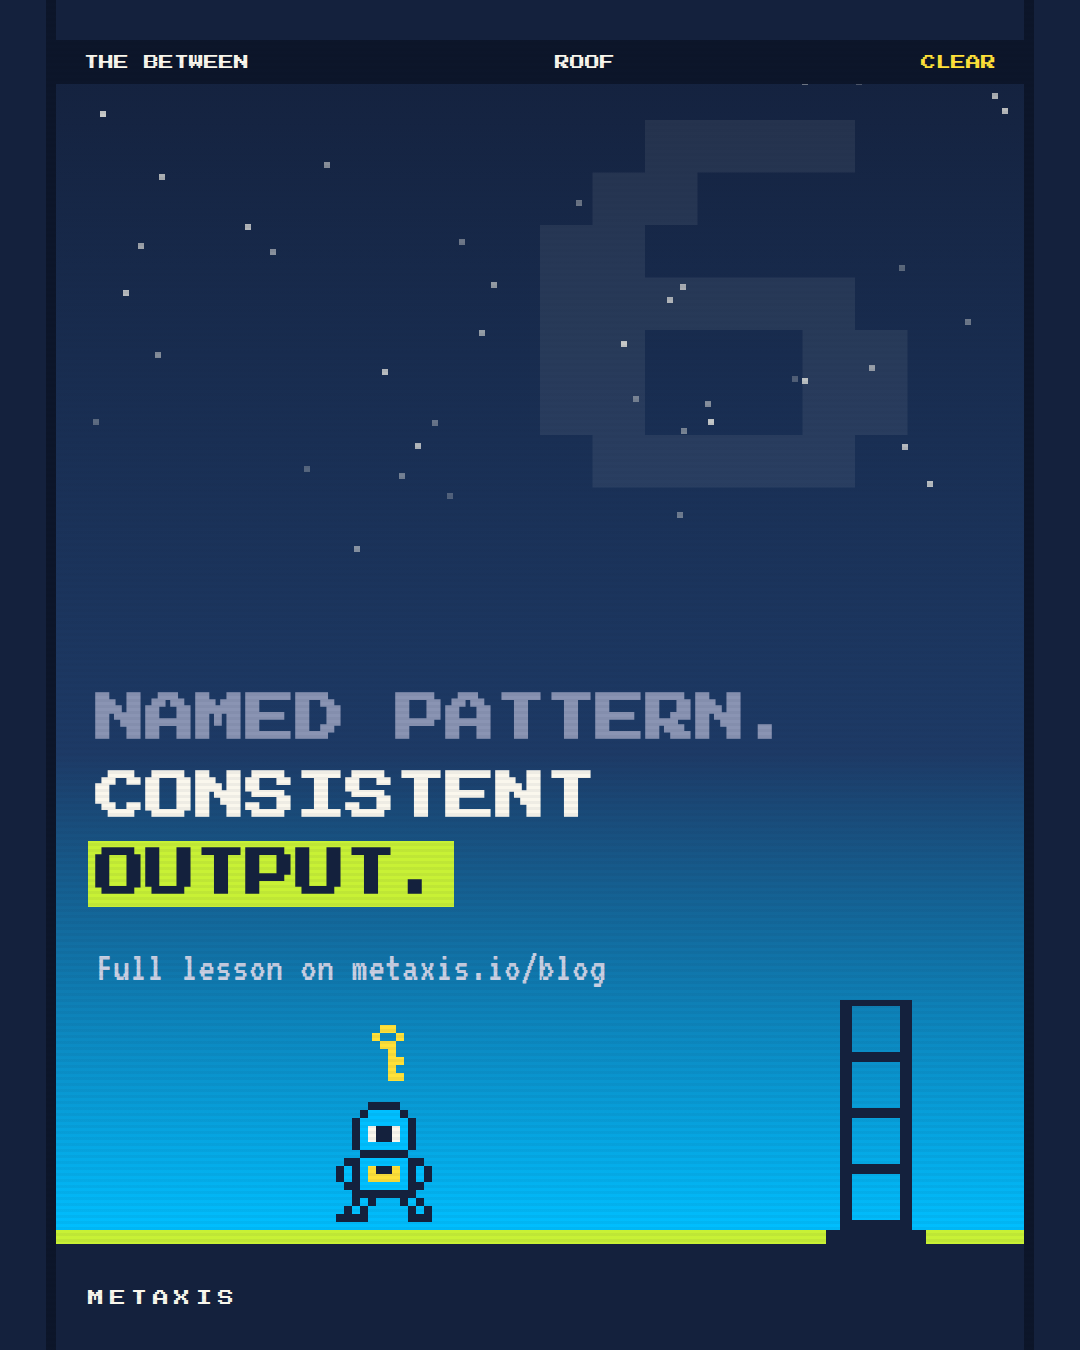 THE BETWEEN ROOF CLEAR
6
NAMED PATTERN.
CONSISTENT
OUTPUT.
Full lesson on metaxis.io/blog
METAXIS